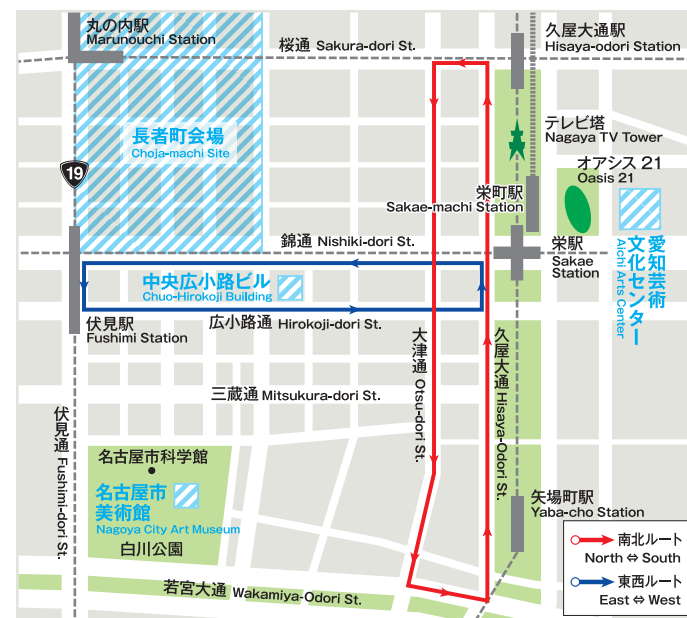 丸の内駅
Marunouchi Station
桜通 Sakura-dori St.
久屋大通駅
Hisaya-odori Station
長者町会場
Choja-machi Site
テレビ塔
Nagaya TV Tower
オアシス 21
Oasis 21
19
栄町駅
Sakae-machi Station
錦通 Nishiki-dori St.
栄駅
Sakae
Station
愛知芸術
文化センター
Aichi Arts Center
中央広小路ビル
Chuo-Hirokoji Building
広小路通 Hirokoji-dori St.
伏見駅
Fushimi Station
大津通 Otsu-dori St.
久屋大通 Hisaya-Odori St.
三蔵通 Mitsukura-dori St.
伏見通 Fushimi-dori St.
名古屋市科学館
名古屋市
美術館
Nagoya City Art Museum
白川公園
矢場町駅
Yaba-cho Station
若宮大通 Wakamiya-Odori St.
南北ルート
North ⇔ South
東西ルート
East ⇔ West